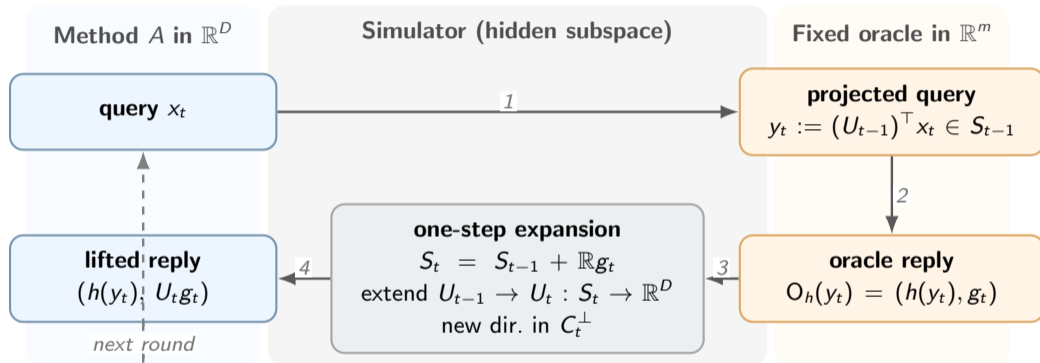 Method A in ℝ^D
Simulator (hidden subspace)
Fixed oracle in ℝ^m
query x_t
1
projected query
y_t := (U_{t−1})^⊤ x_t ∈ S_{t−1}
2
one-step expansion
S_t = S_{t−1} + ℝg_t
extend U_{t−1} → U_t : S_t → ℝ^D
new dir. in C_t^⊥
lifted reply
(h(y_t), U_t g_t)
4
3
oracle reply
O_h(y_t) = (h(y_t), g_t)
next round